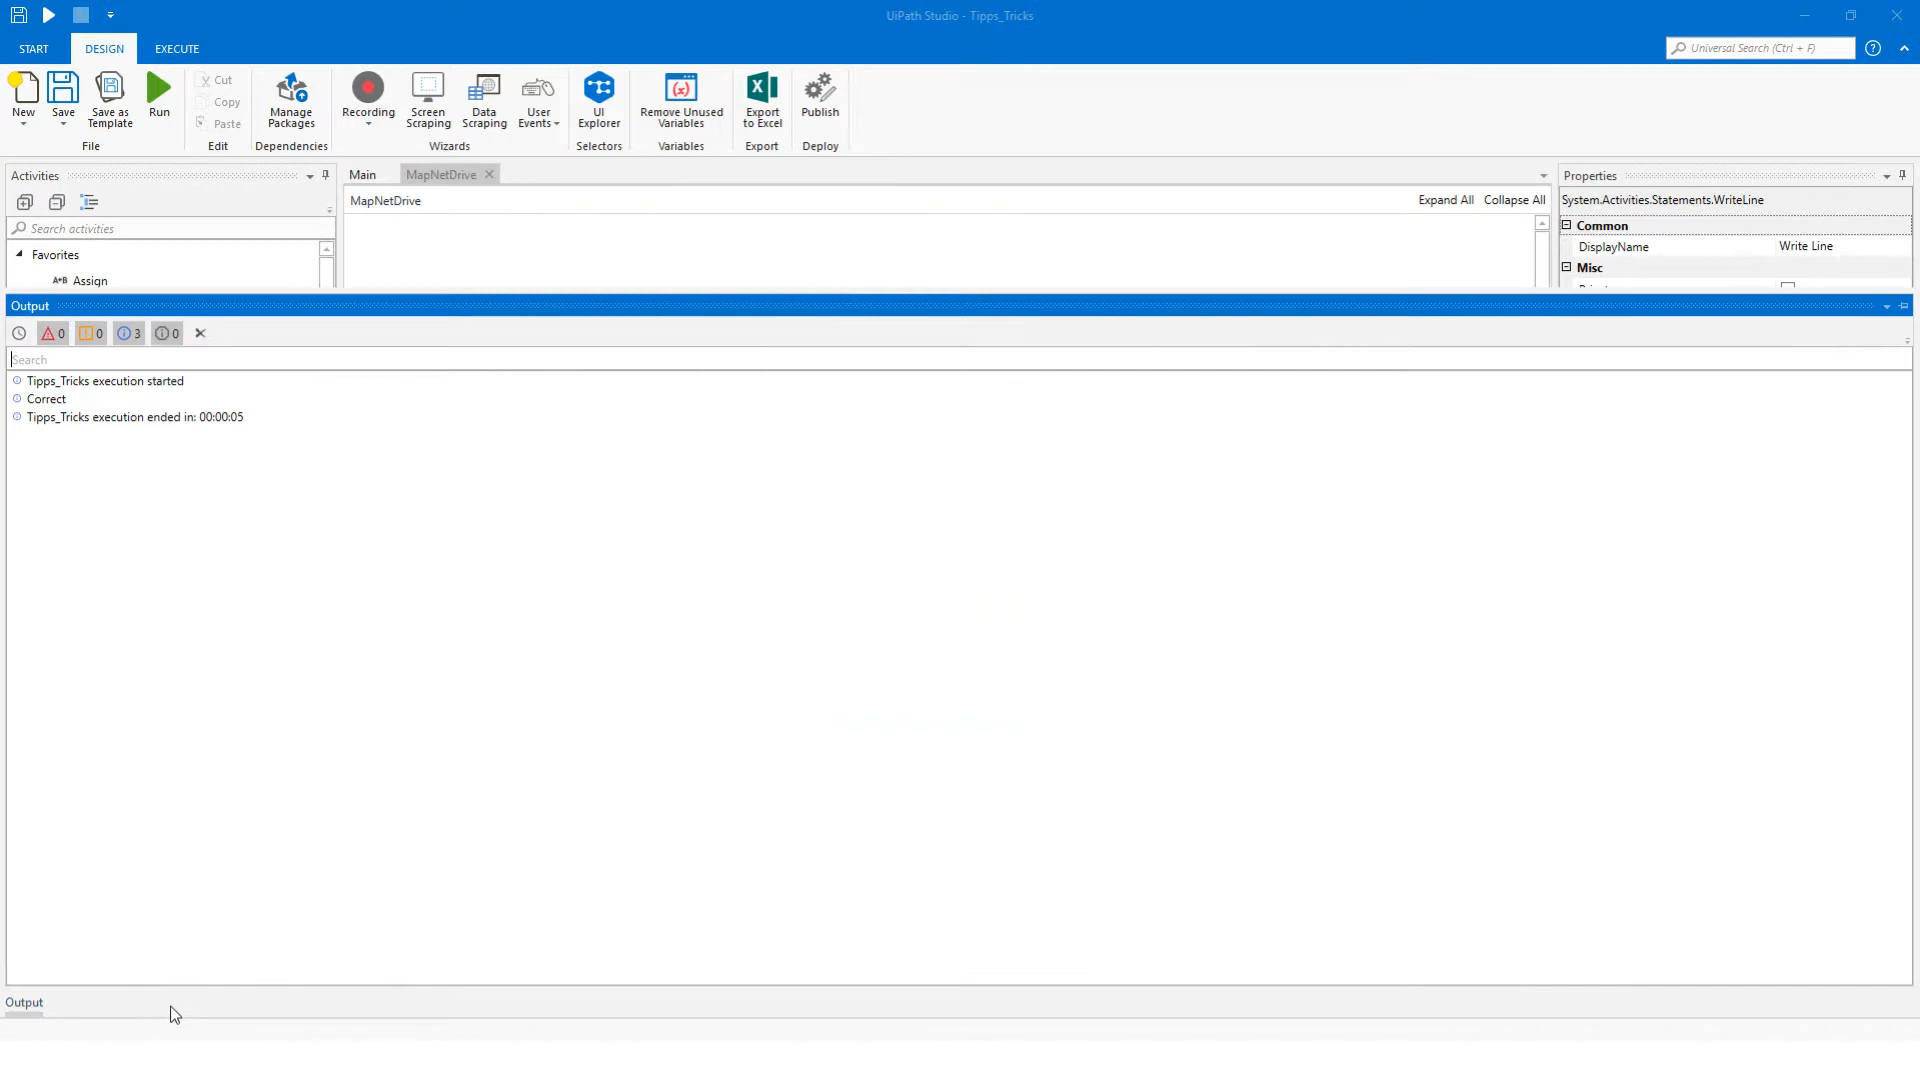 UiPath Studio - Tipps_Tricks
START
DESIGN
EXECUTE
Universal Search (Ctrl + F)
New
Save
Save as Template
Run
Cut
Copy
Paste
Manage Packages
Recording
Screen Scraping
Data Scraping
User Events
UI Explorer
Remove Unused Variables
Export to Excel
Publish
File
Edit
Dependencies
Wizards
Selectors
Variables
Export
Deploy
Activities
Main
MapNetDrive
Properties
MapNetDrive
Expand All
Collapse All
System.Activities.Statements.WriteLine
Search activities
Common
DisplayName
Write Line
Favorites
Misc
A+B Assign
Output
0
0
3
0
Search
Tipps_Tricks execution started
Correct
Tipps_Tricks execution ended in: 00:00:05
Output